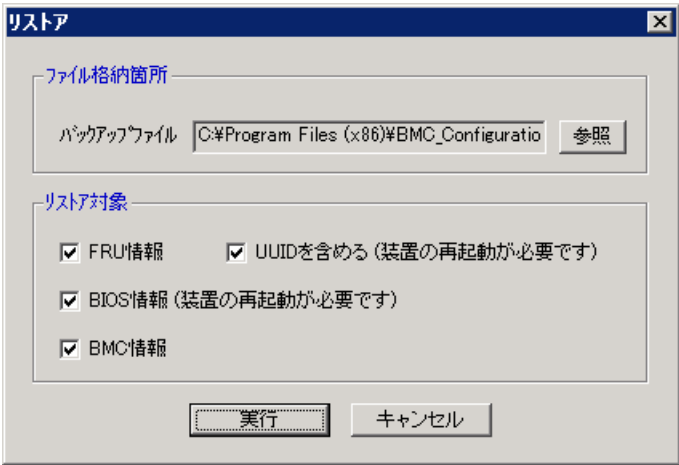 リストア
ファイル格納箇所
バックアップファイル C:¥Program Files (x86)¥BMC_Configuratio 参照
リストア対象
FRU情報 UUIDを含める (装置の再起動が必要です)
BIOS情報 (装置の再起動が必要です)
BMC情報
実行 キャンセル